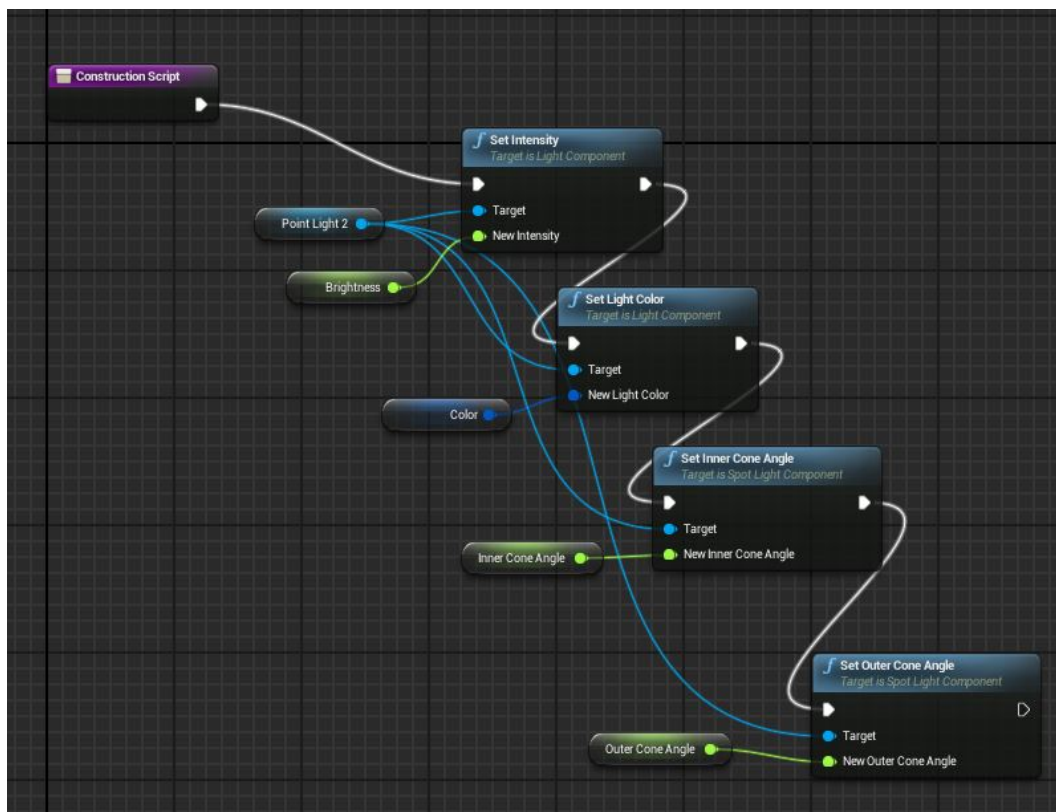 Construction Script
Set Intensity
Target is Light Component
Target
New Intensity
Point Light 2
Brightness
Set Light Color
Target is Light Component
Target
New Light Color
Color
Set Inner Cone Angle
Target is Spot Light Component
Target
New Inner Cone Angle
Inner Cone Angle
Set Outer Cone Angle
Target is Spot Light Component
Target
New Outer Cone Angle
Outer Cone Angle